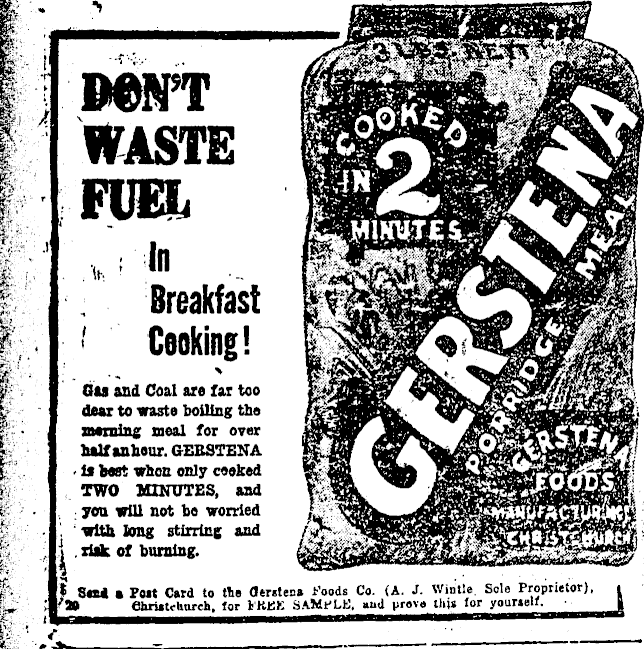 DON'T
WASTE
FUEL
In
Breakfast
Cooking!
Gas and Coal are far too
dear to waste boiling the
morning meal for over
half an hour. GERSTENA
is best when only cooked
TWO MINUTES, and
you will not be worried
with long stirring and
risk of burning.
3 LBS. NETT
COOKED
IN 2
MINUTES
GERSTENA
PORRIDGE MEAL
GERSTENA
FOODS
MANUFACTURING
CHRISTCHURCH
Send a Post Card to the Gerstena Foods Co. (A. J. Wintle, Sole Proprietor),
20 Christchurch, for FREE SAMPLE, and prove this for yourself.